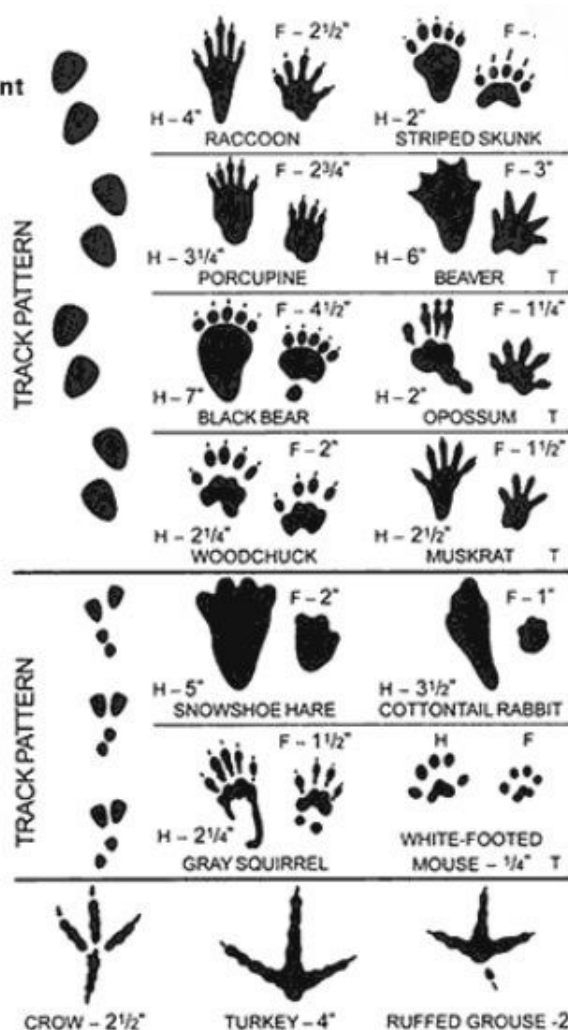 nt
TRACK PATTERN
F – 2½"
H – 4"
RACCOON
F –
H – 2"
STRIPED SKUNK
F – 2¾"
H – 3¼"
PORCUPINE
F – 3"
H – 6"
BEAVER T
F – 4½"
H – 7"
BLACK BEAR
F – 1¼"
H – 2"
OPOSSUM T
F – 2"
H – 2¼"
WOODCHUCK
F – 1½"
H – 2½"
MUSKRAT T
TRACK PATTERN
F – 2"
H – 5"
SNOWSHOE HARE
F – 1"
H – 3½"
COTTONTAIL RABBIT
F – 1½"
H – 2¼"
GRAY SQUIRREL
H F
WHITE-FOOTED
MOUSE – ¼" T
CROW – 2½"
TURKEY – 4"
RUFFED GROUSE -2